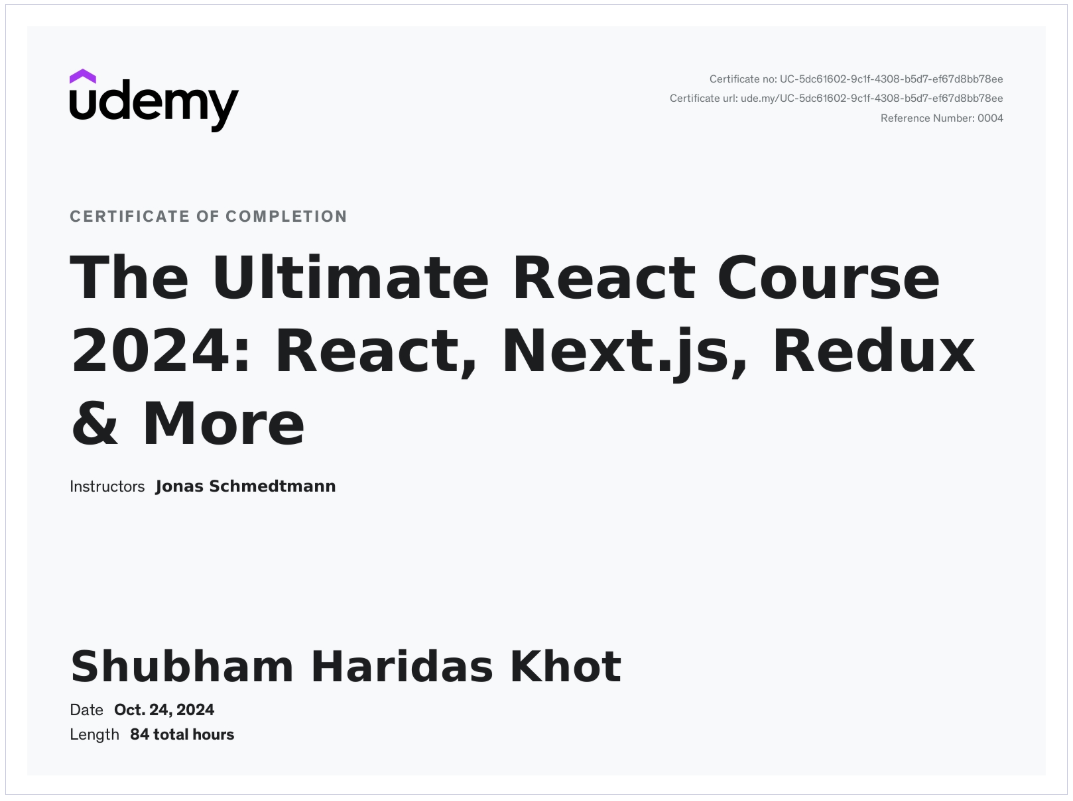 udemy
Certificate no: UC-5dc61602-9c1f-4308-b5d7-ef67d8bb78ee
Certificate url: ude.my/UC-5dc61602-9c1f-4308-b5d7-ef67d8bb78ee
Reference Number: 0004
CERTIFICATE OF COMPLETION
The Ultimate React Course
2024: React, Next.js, Redux
& More
Instructors Jonas Schmedtmann
Shubham Haridas Khot
Date Oct. 24, 2024
Length 84 total hours